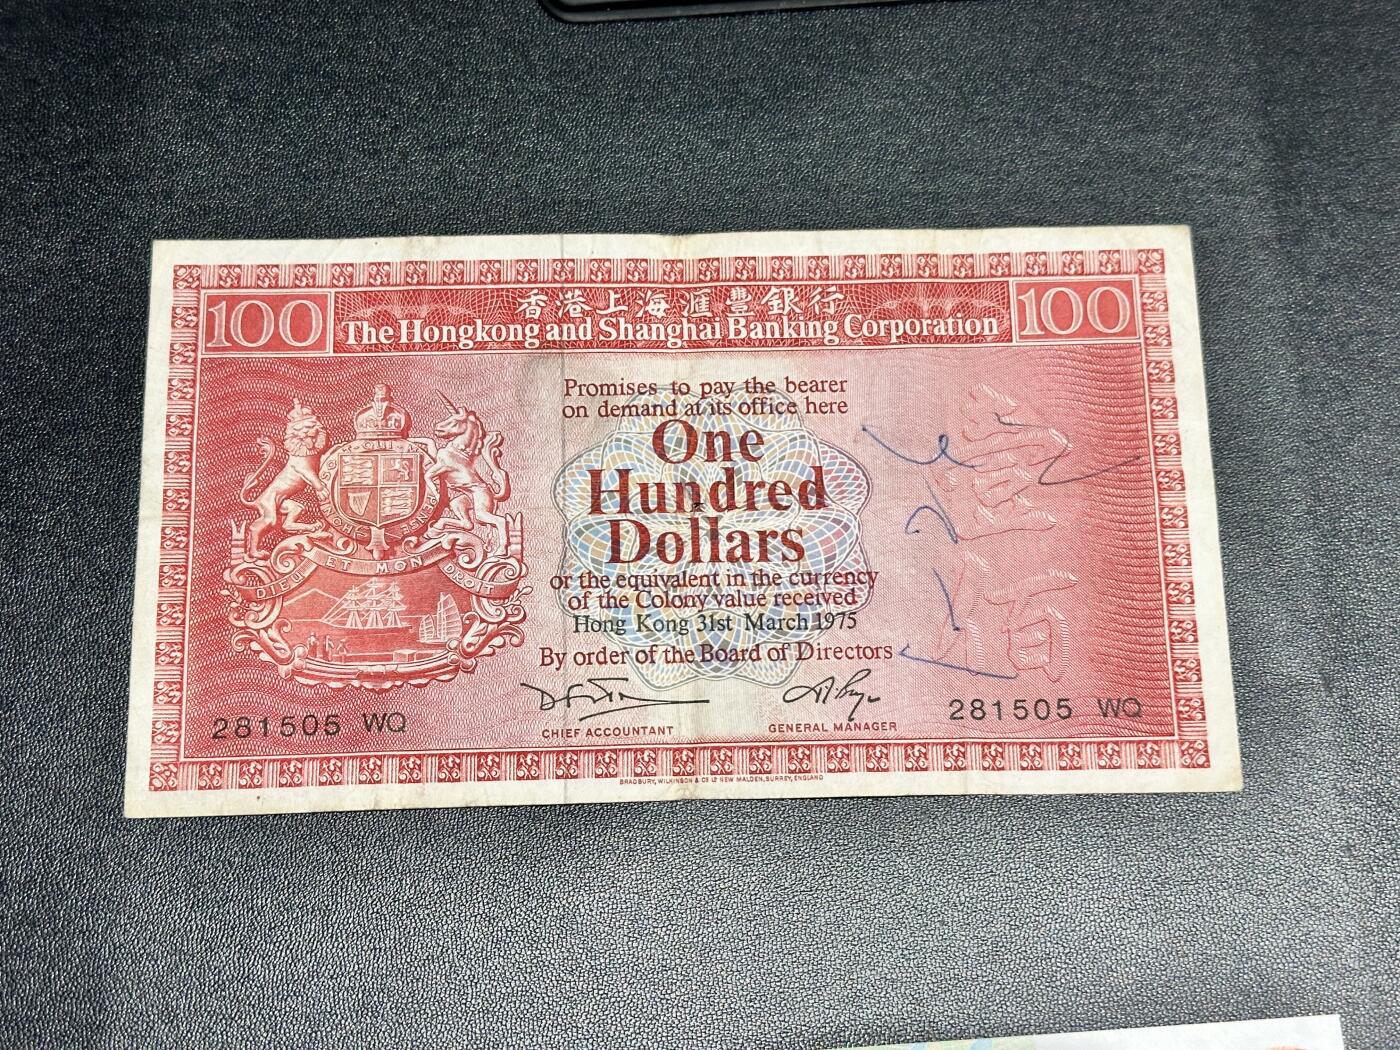 香港上海滙豐銀行
100 The Hongkong and Shanghai Banking Corporation 100
Promises to pay the bearer
on demand at its office here
One
Hundred
Dollars
or the equivalent in the currency
of the Colony value received
Hong Kong 31st March 1975
By order of the Board of Directors
DIEU ET MON DROIT
壹
佰
281505 WQ
CHIEF ACCOUNTANT
GENERAL MANAGER
281505 WQ
BRADBURY, WILKINSON & Cº Lº NEW MALDEN, SURREY, ENGLAND